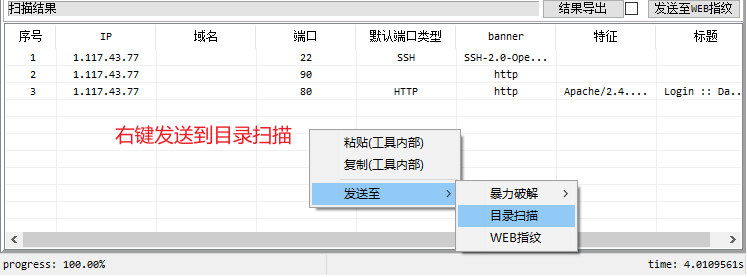 扫描结果 结果导出 发送至WEB指纹
序号 IP 域名 端口 默认端口类型 banner 特征 标题
1 1.117.43.77 22 SSH SSH-2.0-Ope...
2 1.117.43.77 90 http
3 1.117.43.77 80 HTTP http Apache/2.4.... Login :: Da...
右键发送到目录扫描
粘贴(工具内部)
复制(工具内部)
发送至 暴力破解
目录扫描
WEB指纹
progress: 100.00% time: 4.0109561s